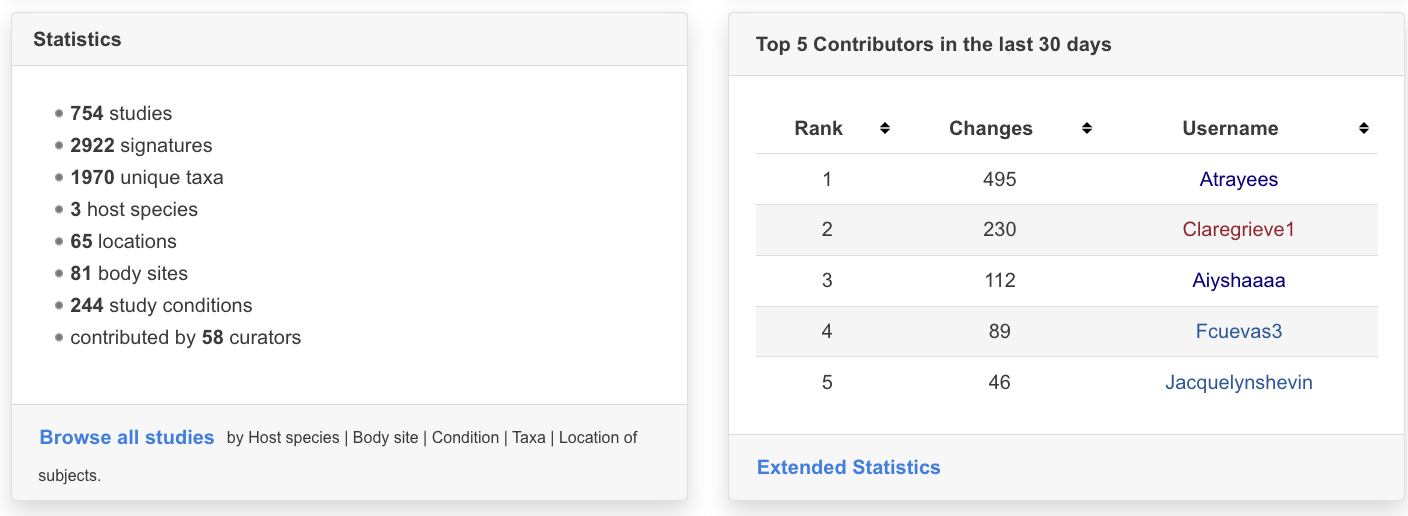 Statistics
754 studies
2922 signatures
1970 unique taxa
3 host species
65 locations
81 body sites
244 study conditions
contributed by 58 curators
Browse all studies by Host species | Body site | Condition | Taxa | Location of
subjects.
Top 5 Contributors in the last 30 days
Rank Changes Username
1 495 Atrayees
2 230 Claregrieve1
3 112 Aiyshaaaa
4 89 Fcuevas3
5 46 Jacquelynshevin
Extended Statistics